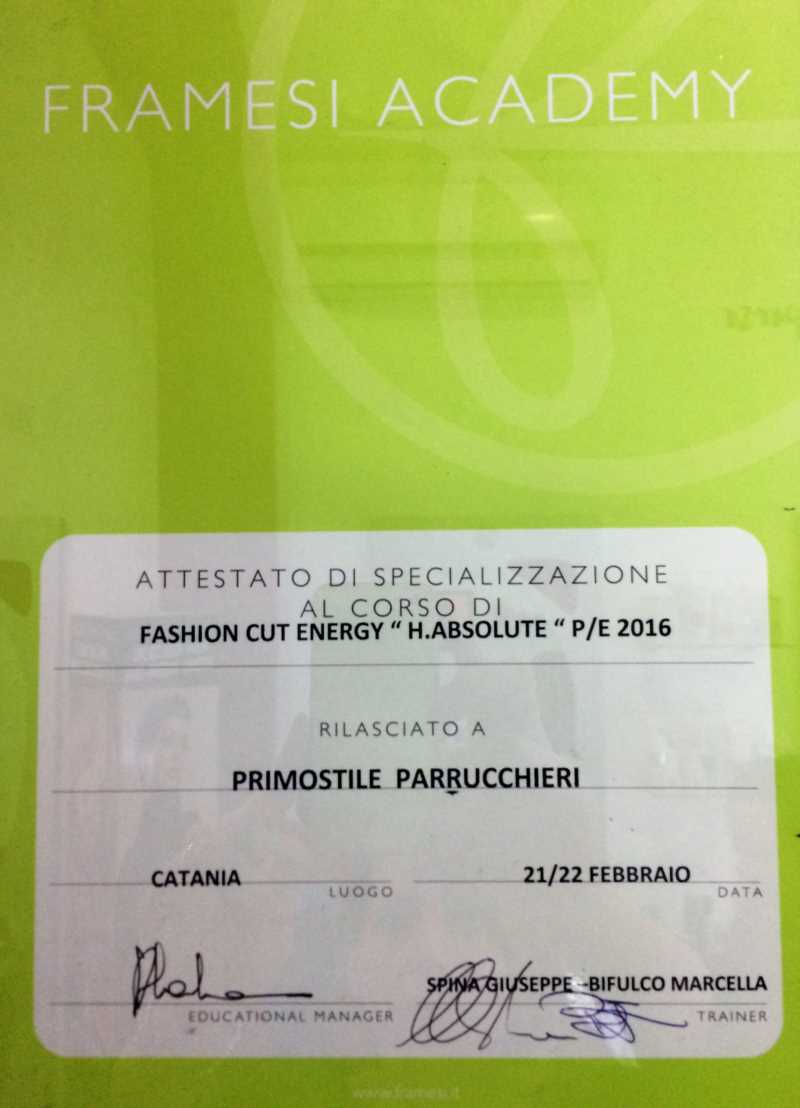 FRAMESI ACADEMY
ATTESTATO DI SPECIALIZZAZIONE
AL CORSO DI
FASHION CUT ENERGY “ H.ABSOLUTE “ P/E 2016
RILASCIATO A
PRIMOSTILE PARRUCCHIERI
CATANIA
LUOGO
21/22 FEBBRAIO
DATA
EDUCATIONAL MANAGER
SPINA GIUSEPPE -BIFULCO MARCELLA
TRAINER
www.framesi.it